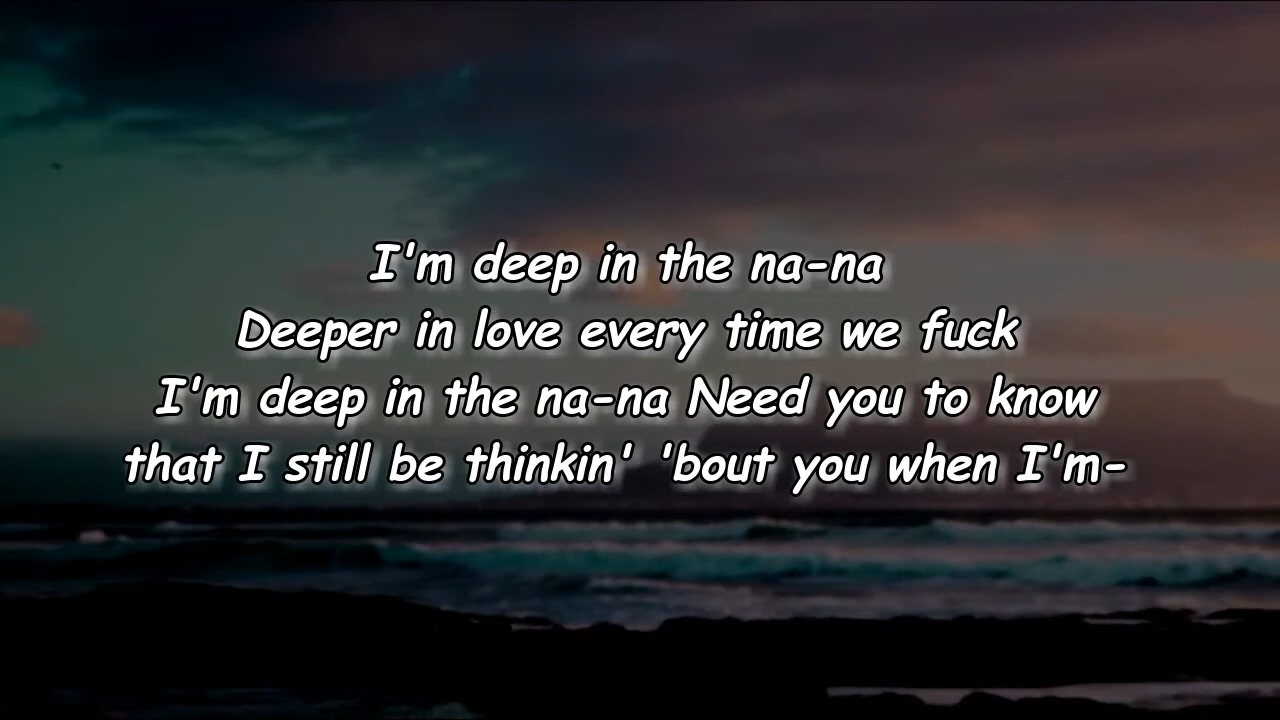 I'm deep in the na-na
Deeper in love every time we fuck
I'm deep in the na-na Need you to know
that I still be thinkin' 'bout you when I'm-